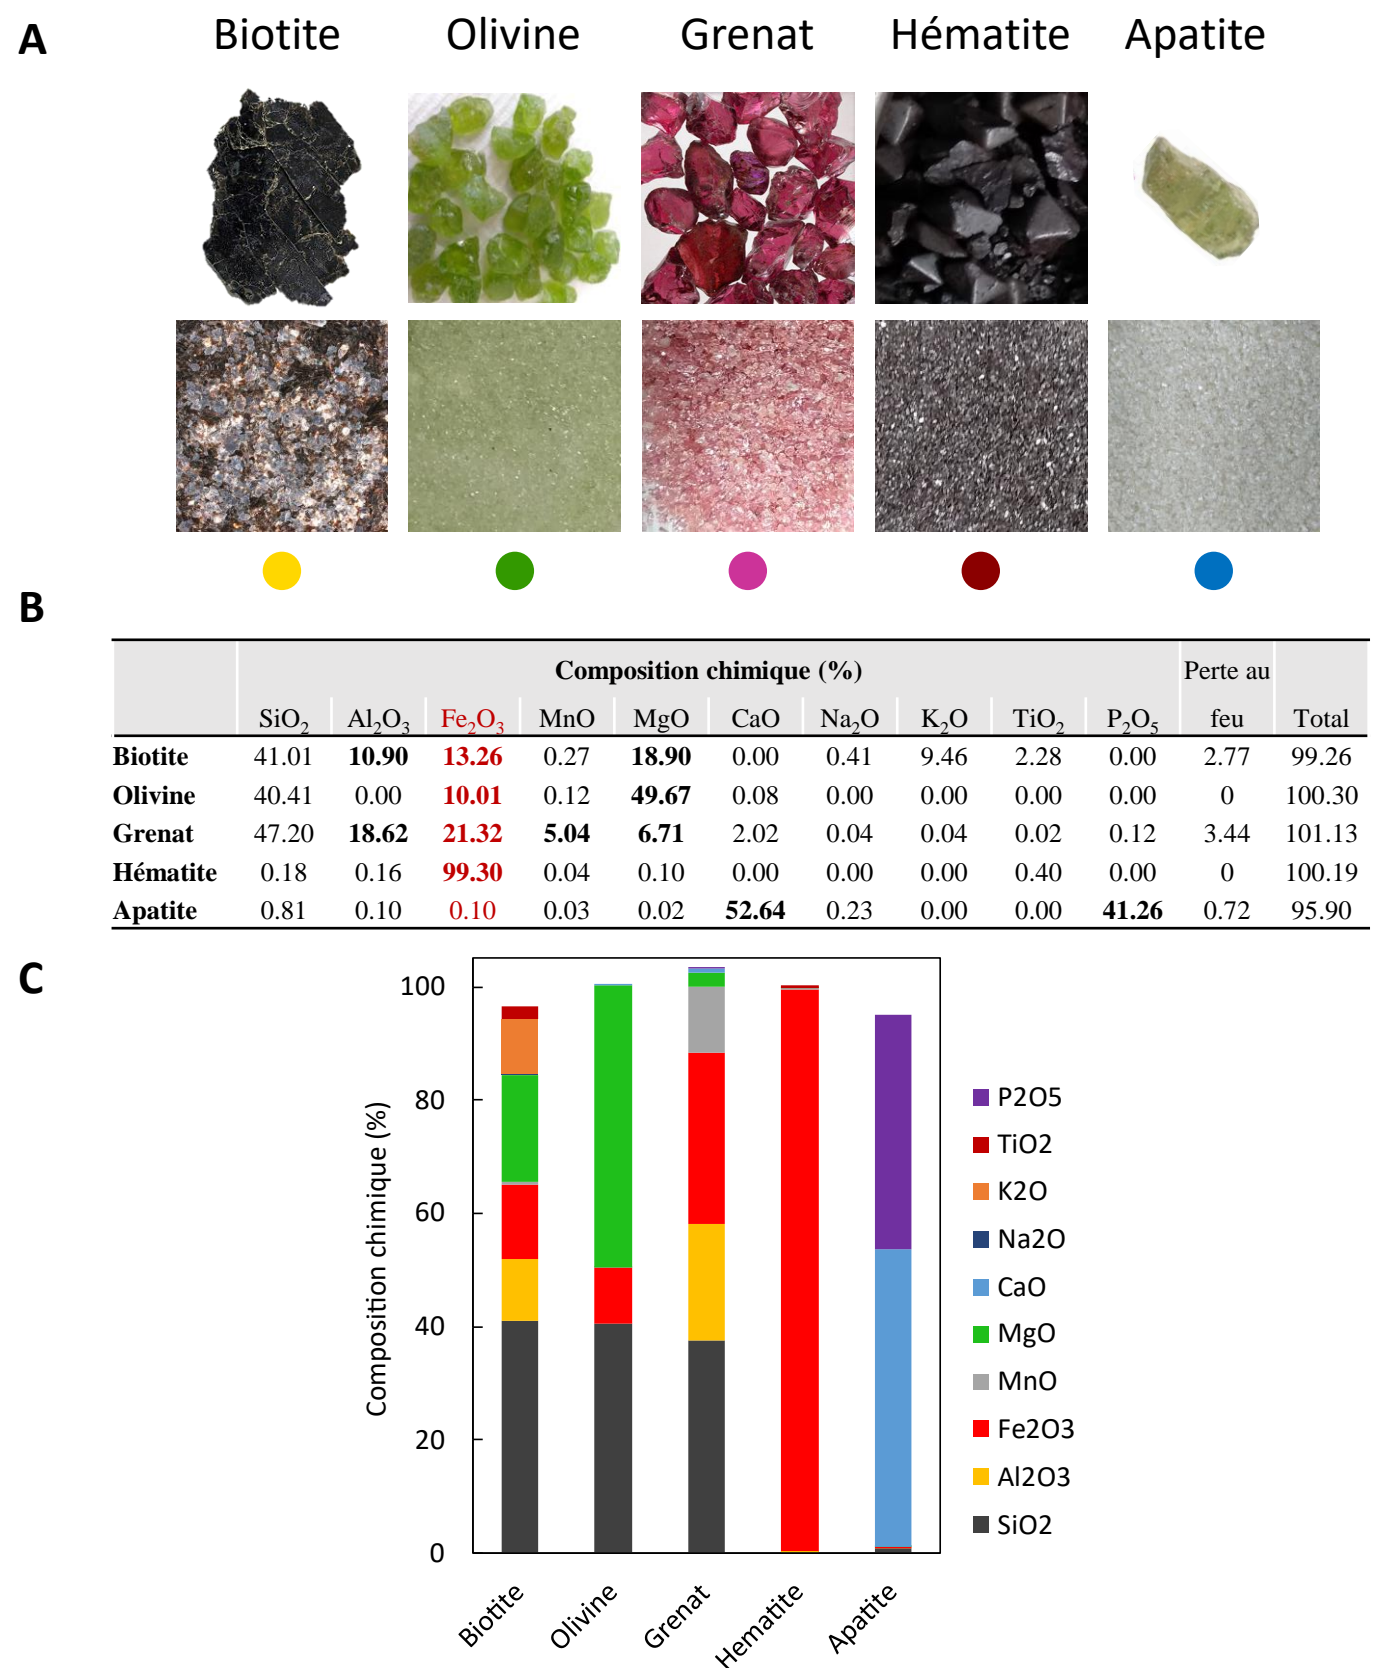 A
Biotite Olivine Grenat Hématite Apatite
B
Composition chimique (%) Perte au
SiO₂ Al₂O₃ Fe₂O₃ MnO MgO CaO Na₂O K₂O TiO₂ P₂O₅ feu Total
Biotite 41.01 10.90 13.26 0.27 18.90 0.00 0.41 9.46 2.28 0.00 2.77 99.26
Olivine 40.41 0.00 10.01 0.12 49.67 0.08 0.00 0.00 0.00 0.00 0 100.30
Grenat 47.20 18.62 21.32 5.04 6.71 2.02 0.04 0.04 0.02 0.12 3.44 101.13
Hématite 0.18 0.16 99.30 0.04 0.10 0.00 0.00 0.00 0.40 0.00 0 100.19
Apatite 0.81 0.10 0.10 0.03 0.02 52.64 0.23 0.00 0.00 41.26 0.72 95.90
C
Composition chimique (%)
100
80
60
40
20
0
Biotite
Olivine
Grenat
Hematite
Apatite
P2O5
TiO2
K2O
Na2O
CaO
MgO
MnO
Fe2O3
Al2O3
SiO2